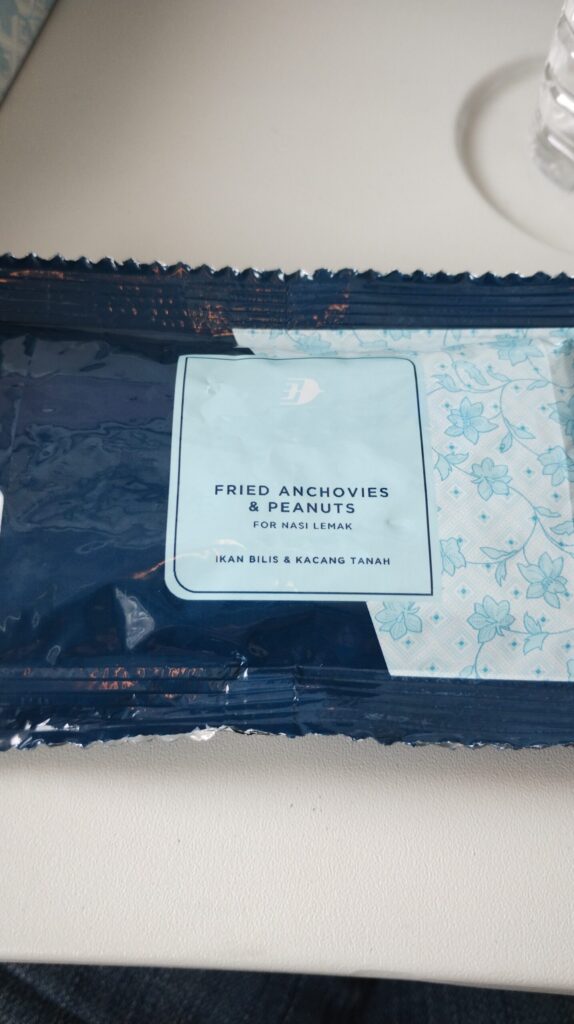 FRIED ANCHOVIES
& PEANUTS
FOR NASI LEMAK
IKAN BILIS & KACANG TANAH